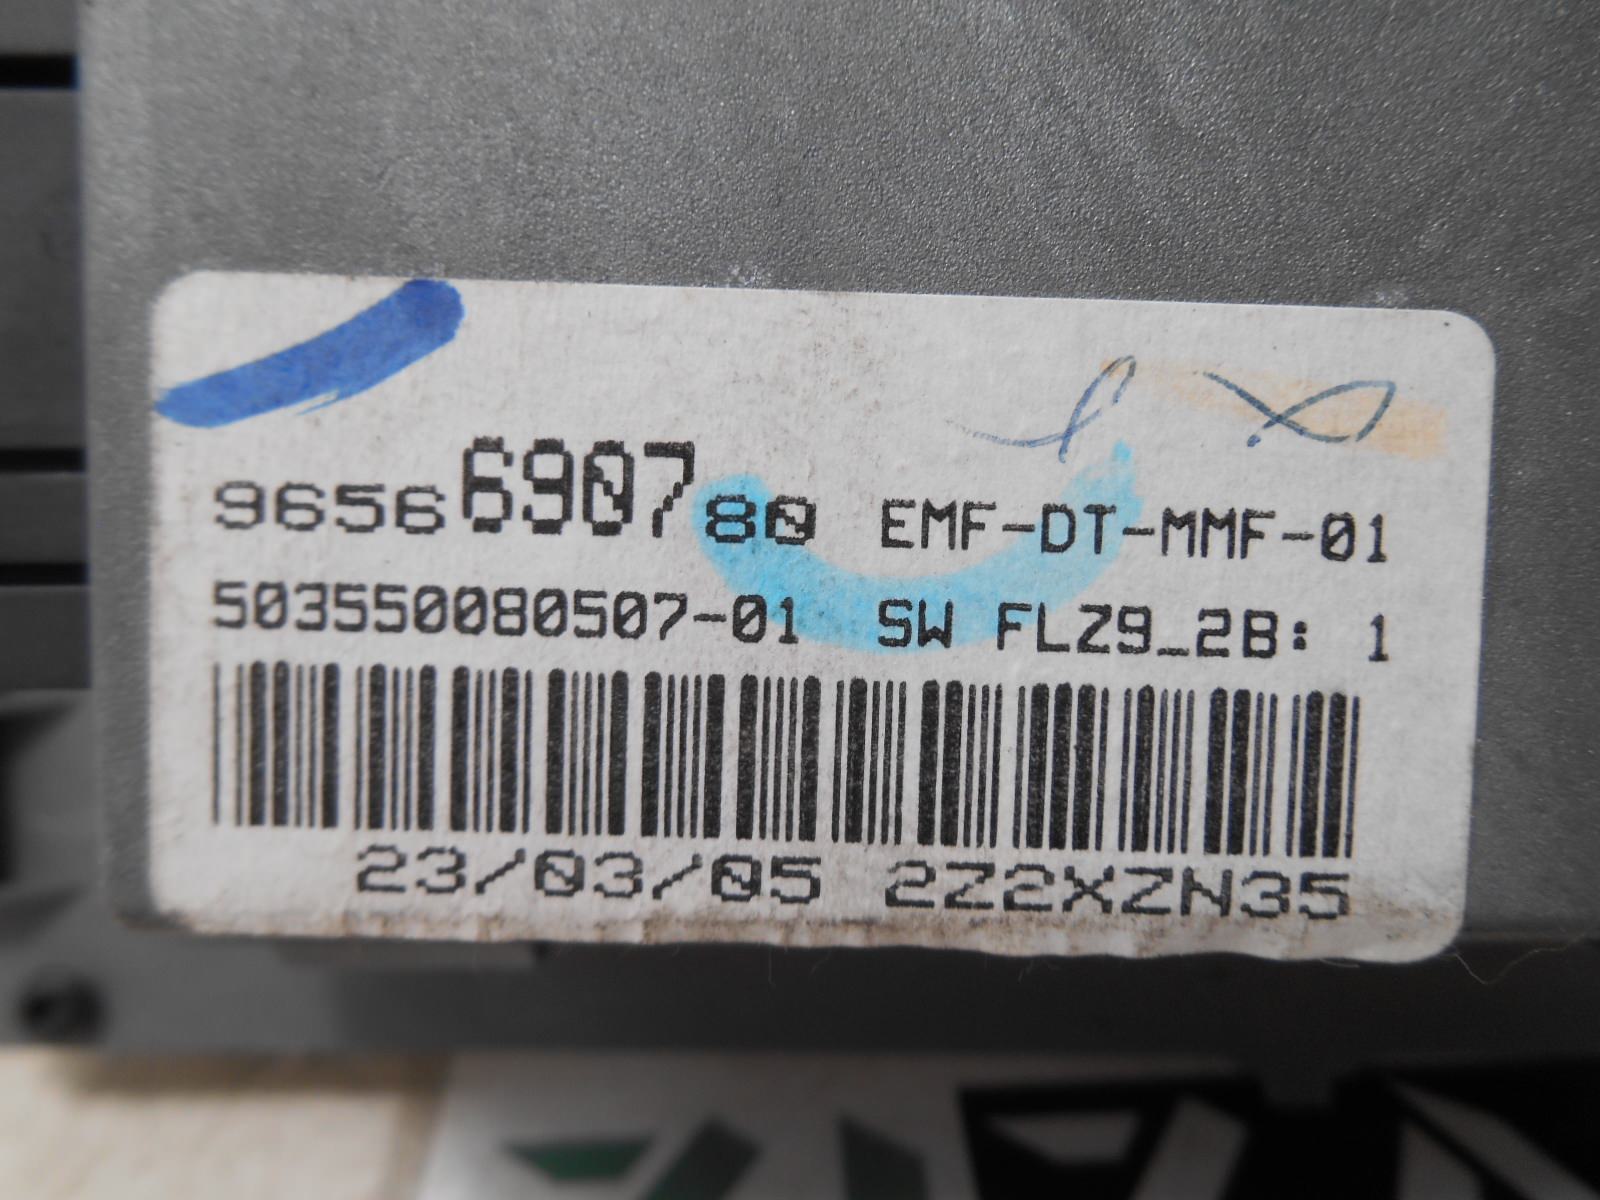 9656690780 EMF-DT-MMF-01
503550080507-01 SW FLZ9_2B: 1
23/03/05 2Z2XZN35